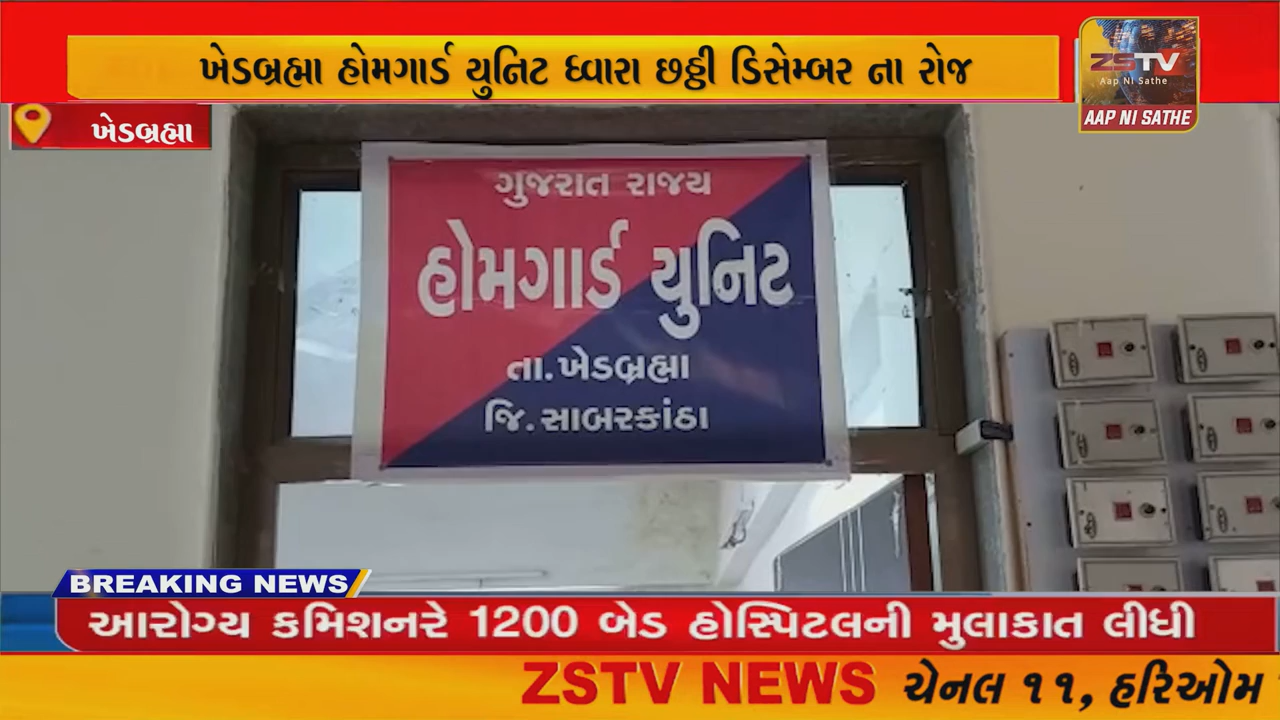 ખેડબ્રહ્મા હોમગાર્ડ યુનિટ ધ્વારા છઠ્ઠી ડિસેમ્બર ના રોજ
ZSTV
Aap Ni Sathe
AAP NI SATHE
ખેડબ્રહ્મા
ગુજરાત રાજ્ય
હોમગાર્ડ યુનિટ
તા.ખેડબ્રહ્મા
જિ.સાબરકાંઠા
BREAKING NEWS
આરોગ્ય કમિશનરે 1200 બેડ હોસ્પિટલની મુલાકાત લીધી
ZSTV NEWS ચેનલ ૧૧, હરિઓમ